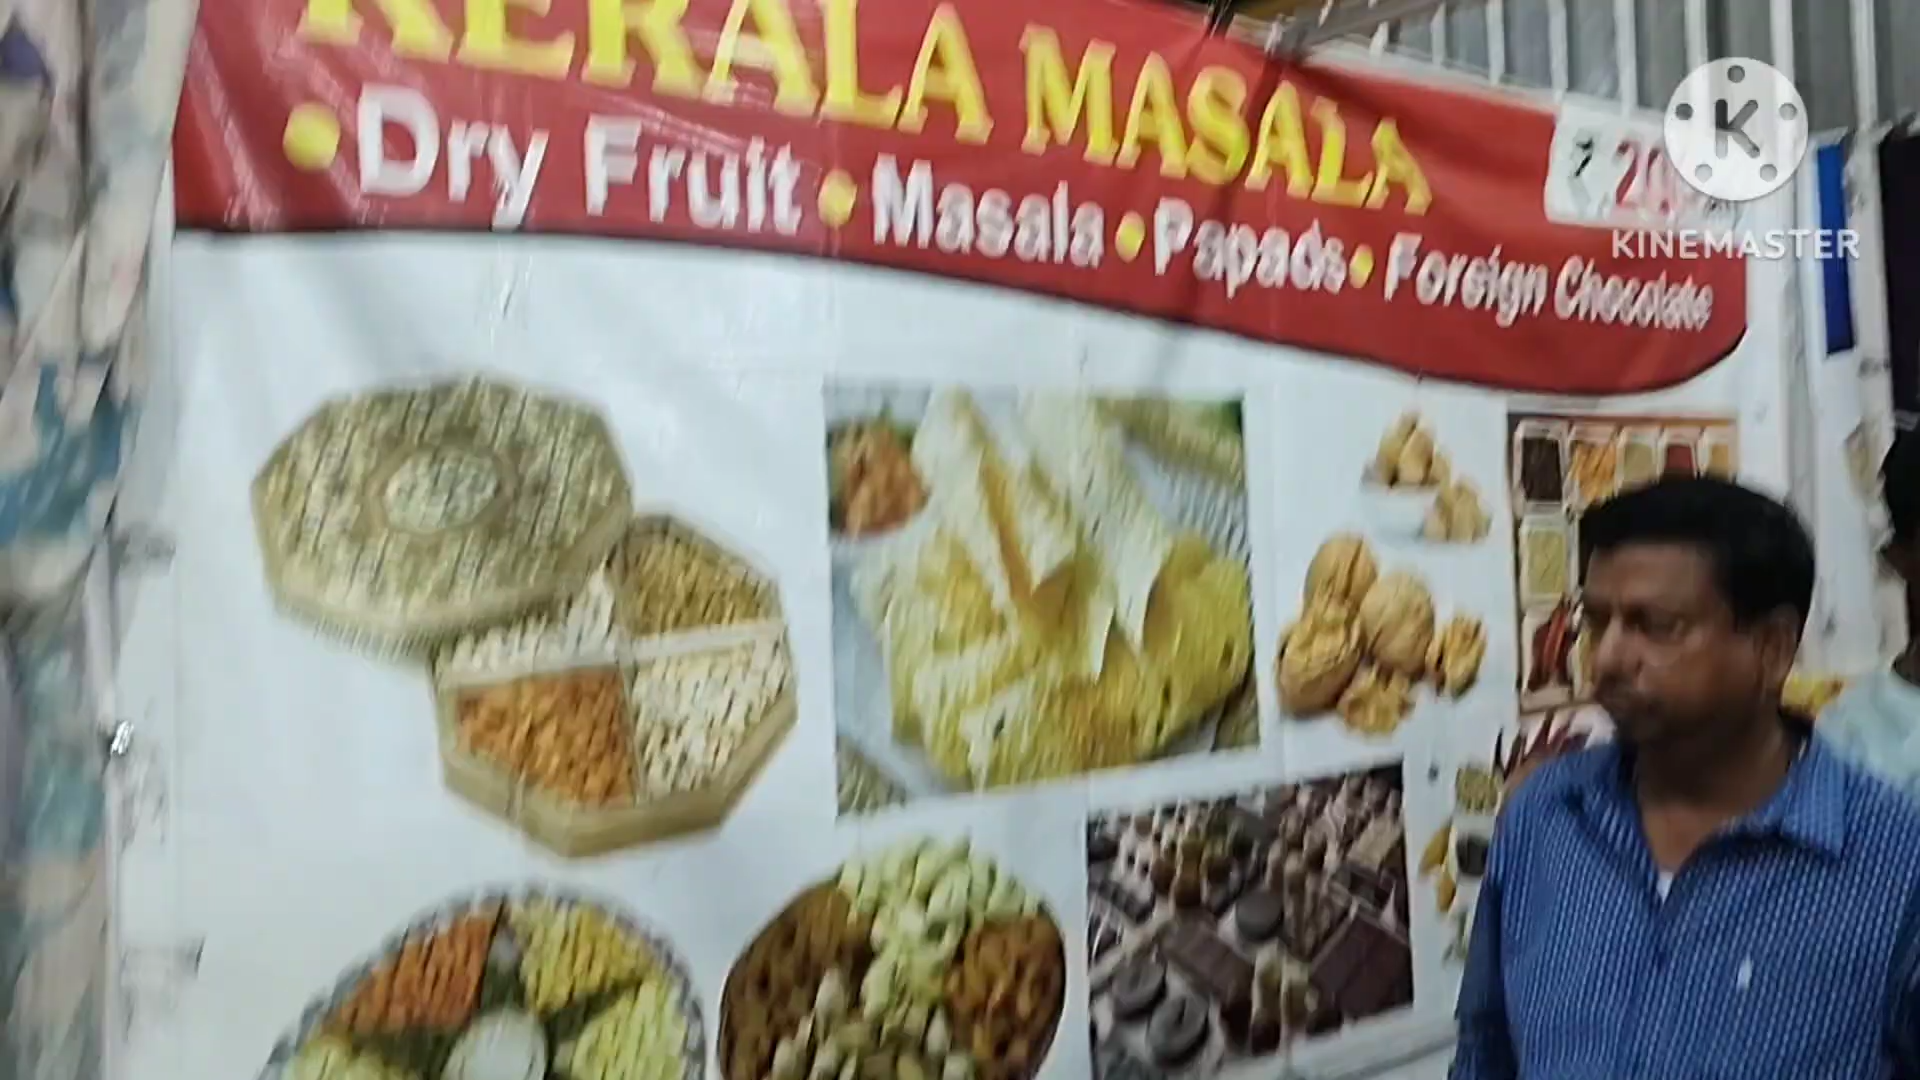 KERALA MASALA
• Dry Fruit • Masala • Papads • Foreign Chocolate
K
KINEMASTER